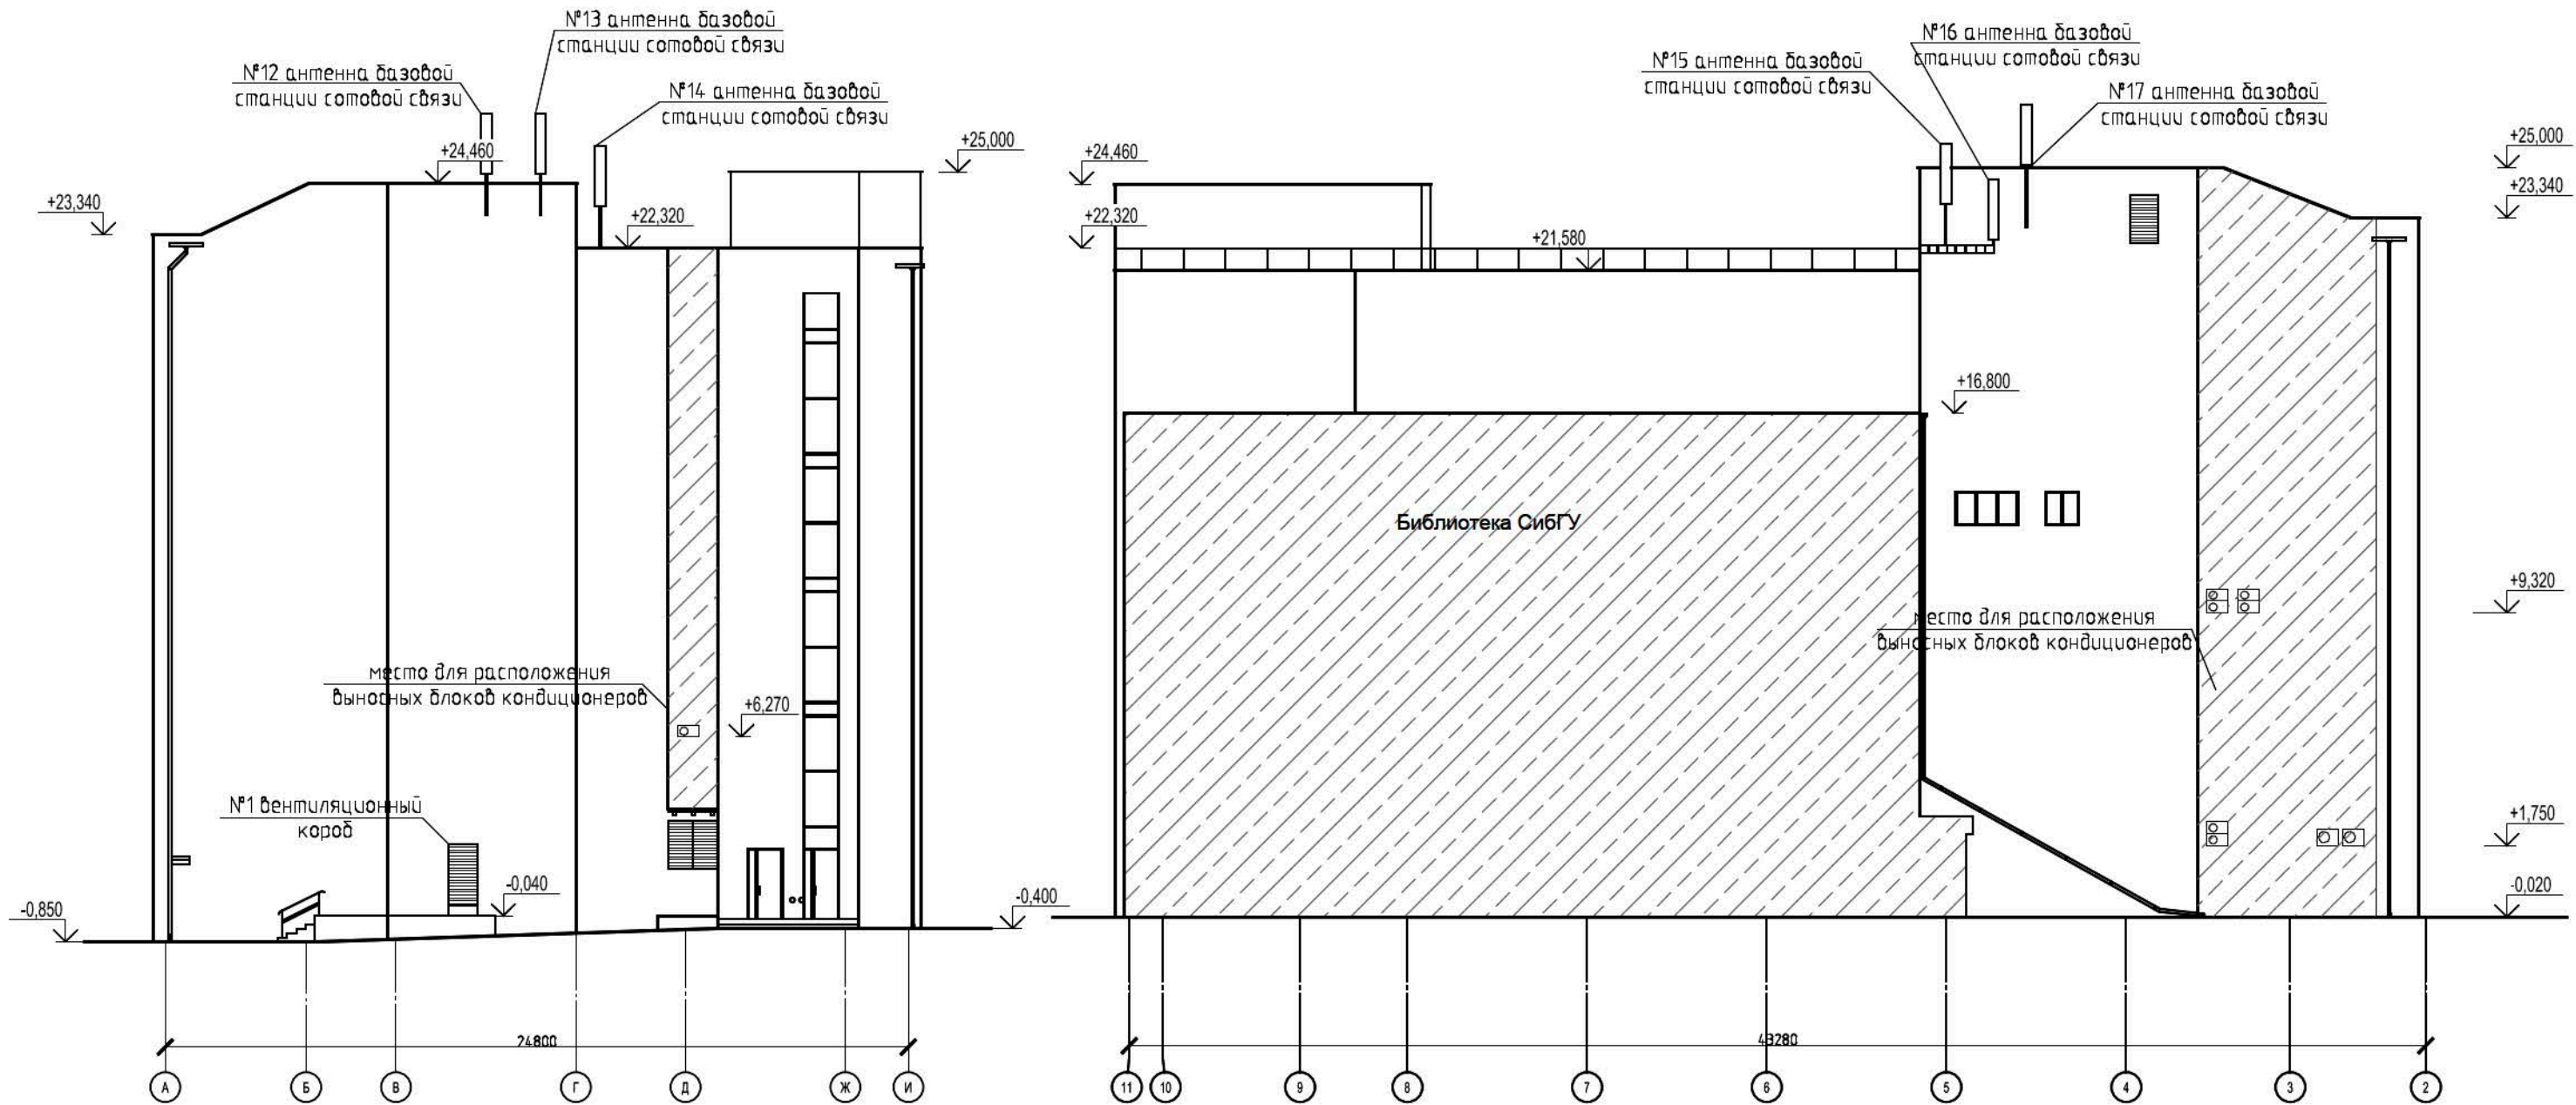 №12 антенна базовой
станции сотовой связи
№13 антенна базовой
станции сотовой связи
№14 антенна базовой
станции сотовой связи
+23,340
+24,460
+22,320
+25,000
место для расположения
выносных блоков кондиционеров
+6,270
№1 вентиляционный
короб
-0,040
-0,850
-0,400
24800
А
Б
В
Г
Д
Ж
И
№15 антенна базовой
станции сотовой связи
№16 антенна базовой
станции сотовой связи
№17 антенна базовой
станции сотовой связи
+24,460
+22,320
+21,580
+25,000
+23,340
+16,800
Библиотека СибГУ
+9,320
место для расположения
выносных блоков кондиционеров
+1,750
-0,020
43280
11
10
9
8
7
6
5
4
3
2